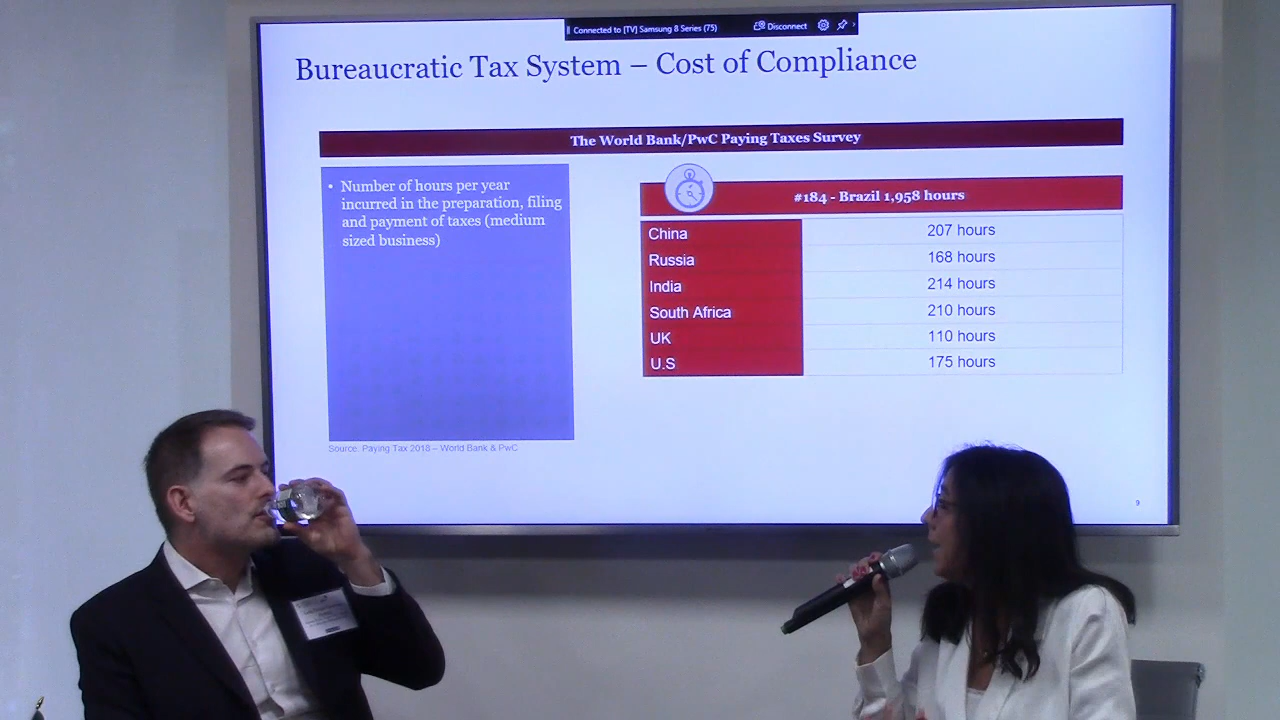 Connected to [TV] Samsung 8 Series (75) Disconnect
Bureaucratic Tax System – Cost of Compliance
The World Bank/PwC Paying Taxes Survey
• Number of hours per year
incurred in the preparation, filing
and payment of taxes (medium
sized business)
#184 - Brazil 1,958 hours
China 207 hours
Russia 168 hours
India 214 hours
South Africa 210 hours
UK 110 hours
U.S 175 hours
Source: Paying Tax 2018 – World Bank & PwC
9